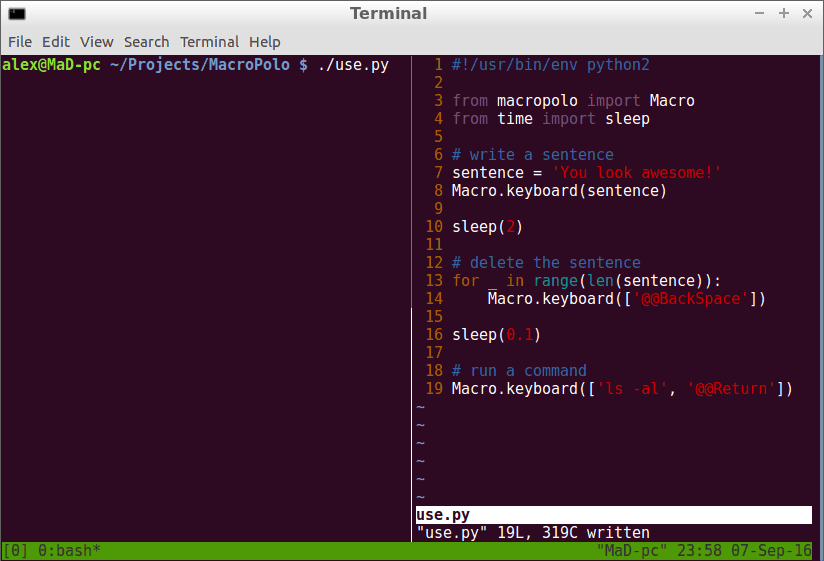 Terminal
File Edit View Search Terminal Help
alex@MaD-pc ~/Projects/MacroPolo $ ./use.py
1 #!/usr/bin/env python2
2
3 from macropolo import Macro
4 from time import sleep
5
6 # write a sentence
7 sentence = 'You look awesome!'
8 Macro.keyboard(sentence)
9
10 sleep(2)
11
12 # delete the sentence
13 for _ in range(len(sentence)):
14     Macro.keyboard(['@@BackSpace'])
15
16 sleep(0.1)
17
18 # run a command
19 Macro.keyboard(['ls -al', '@@Return'])
~
~
~
~
~
~
use.py
"use.py" 19L, 319C written
[0] 0:bash* "MaD-pc" 23:58 07-Sep-16